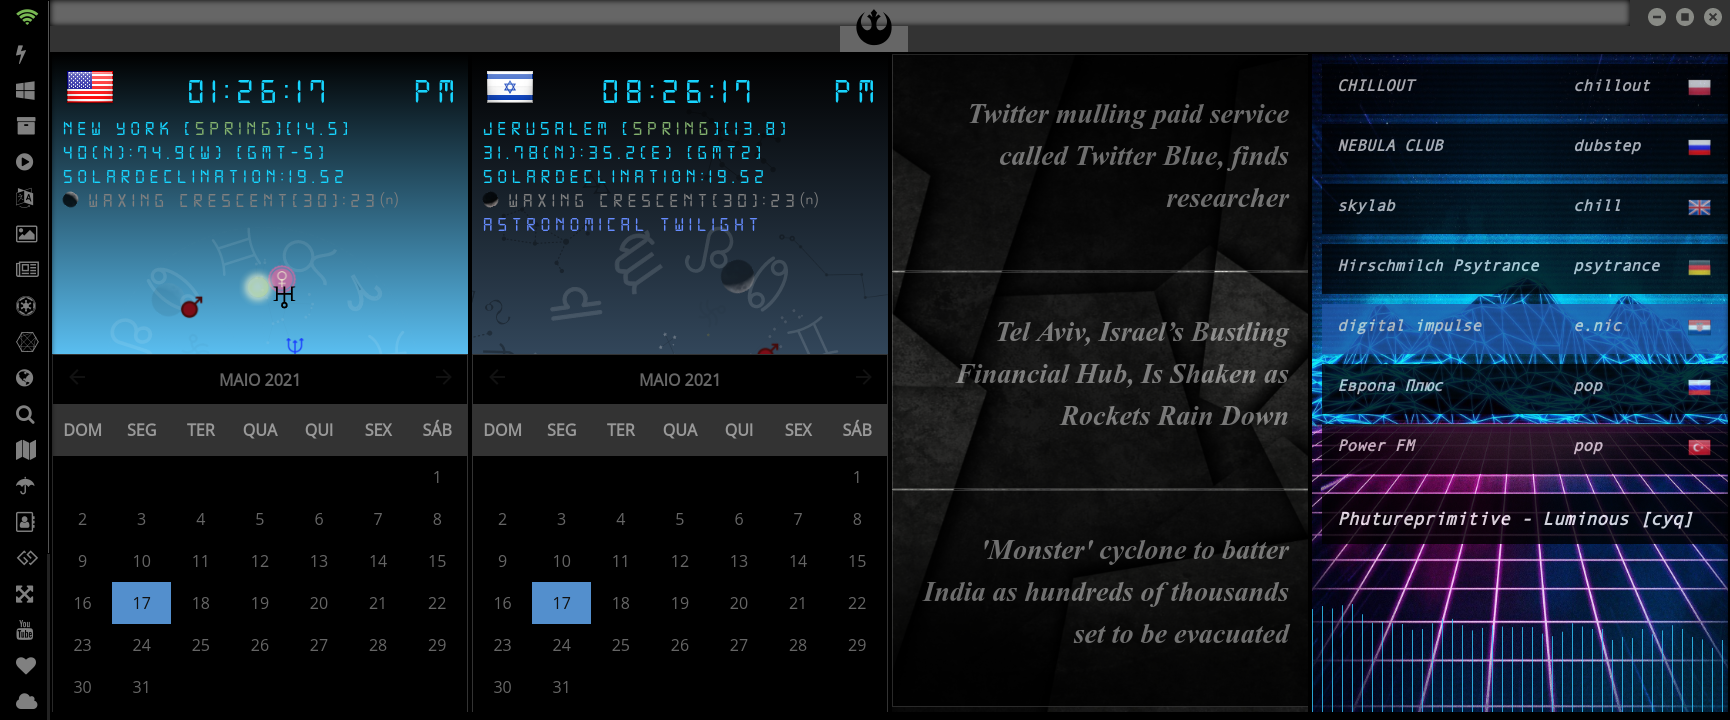 01:26:17 PM
NEW YORK [SPRING][14.5]
40(N):74.9(W) [GMT-5]
SOLARDECLINATION:19.52
WAXING CRESCENT[30]:23(n)
MAIO 2021
DOM SEG TER QUA QUI SEX SÁB
1
2 3 4 5 6 7 8
9 10 11 12 13 14 15
16 17 18 19 20 21 22
23 24 25 26 27 28 29
30 31
08:26:17 PM
JERUSALEM [SPRING][13.8]
31.78(N):35.2(E) [GMT2]
SOLARDECLINATION:19.52
WAXING CRESCENT[30]:23(n)
ASTRONOMICAL TWILIGHT
MAIO 2021
DOM SEG TER QUA QUI SEX SÁB
1
2 3 4 5 6 7 8
9 10 11 12 13 14 15
16 17 18 19 20 21 22
23 24 25 26 27 28 29
30 31
Twitter mulling paid service
called Twitter Blue, finds
researcher
Tel Aviv, Israel’s Bustling
Financial Hub, Is Shaken as
Rockets Rain Down
'Monster' cyclone to batter
India as hundreds of thousands
set to be evacuated
CHILLOUT chillout
NEBULA CLUB dubstep
skylab chill
Hirschmilch Psytrance psytrance
digital impulse e.nic
Европа Плюс pop
Power FM pop
Phutureprimitive - Luminous [cyq]
You
Tube